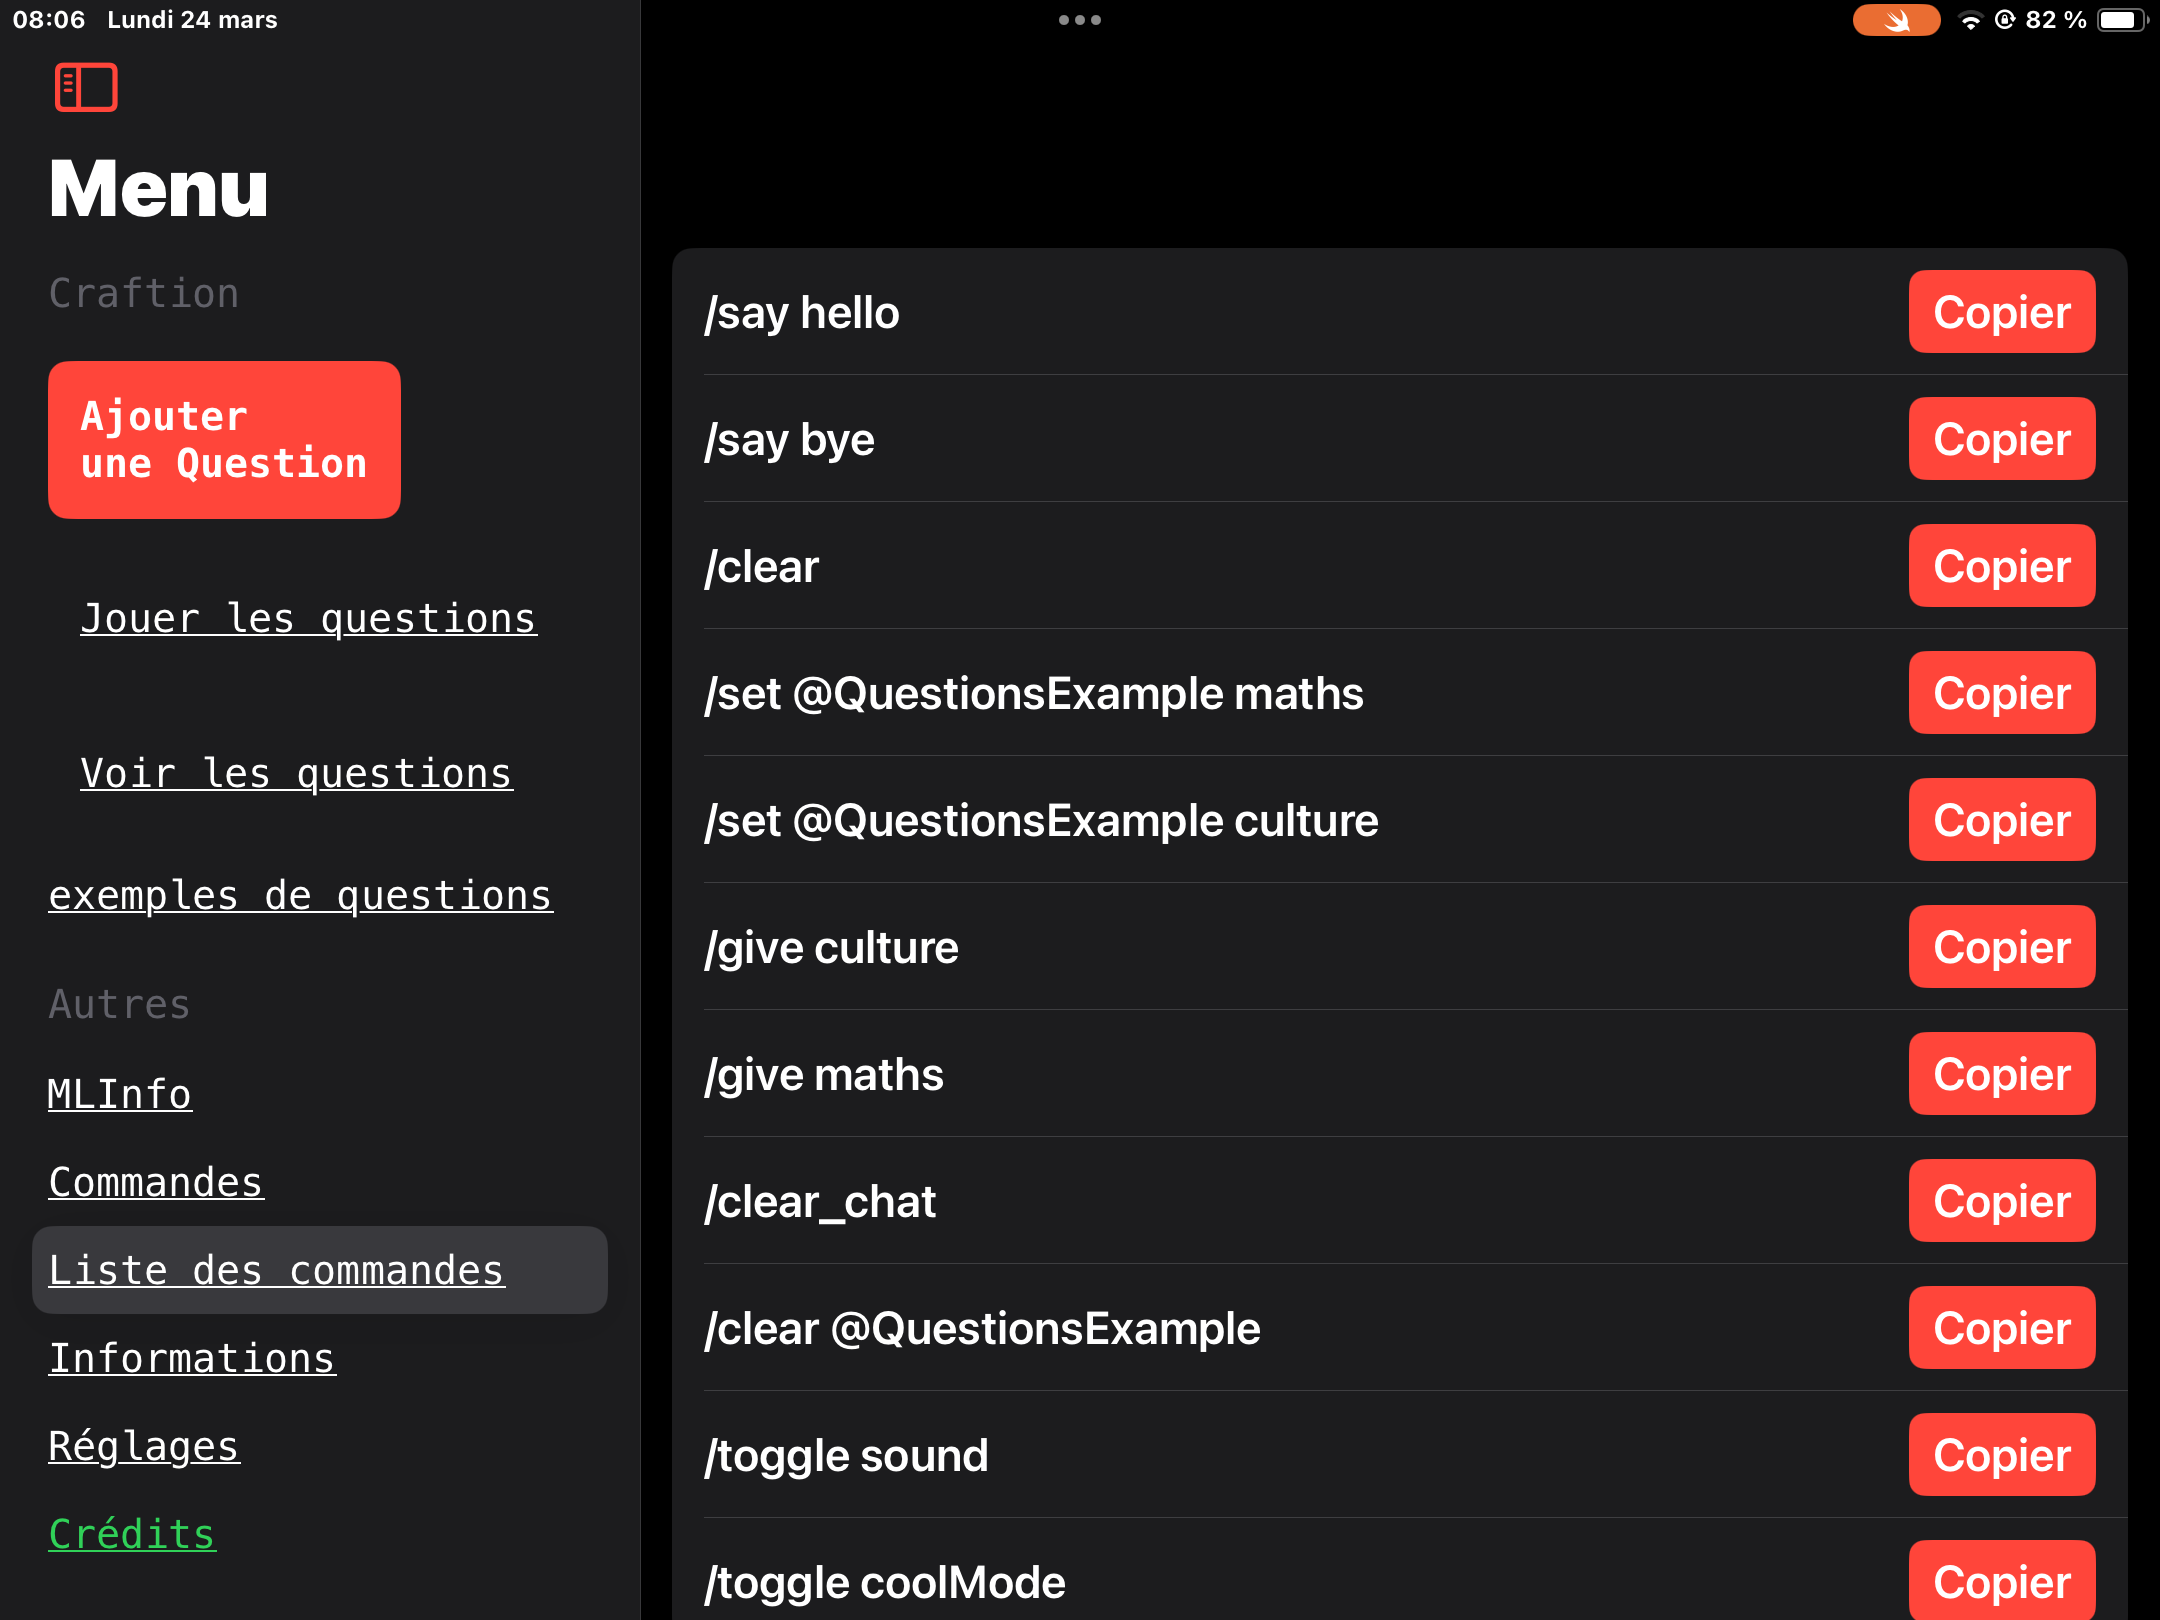 08:06 Lundi 24 mars
82 %
Menu
Craftion
Ajouter
une Question
Jouer les questions
Voir les questions
exemples de questions
Autres
MLInfo
Commandes
Liste des commandes
Informations
Réglages
Crédits
/say hello Copier
/say bye Copier
/clear Copier
/set @QuestionsExample maths Copier
/set @QuestionsExample culture Copier
/give culture Copier
/give maths Copier
/clear_chat Copier
/clear @QuestionsExample Copier
/toggle sound Copier
/toggle coolMode Copier